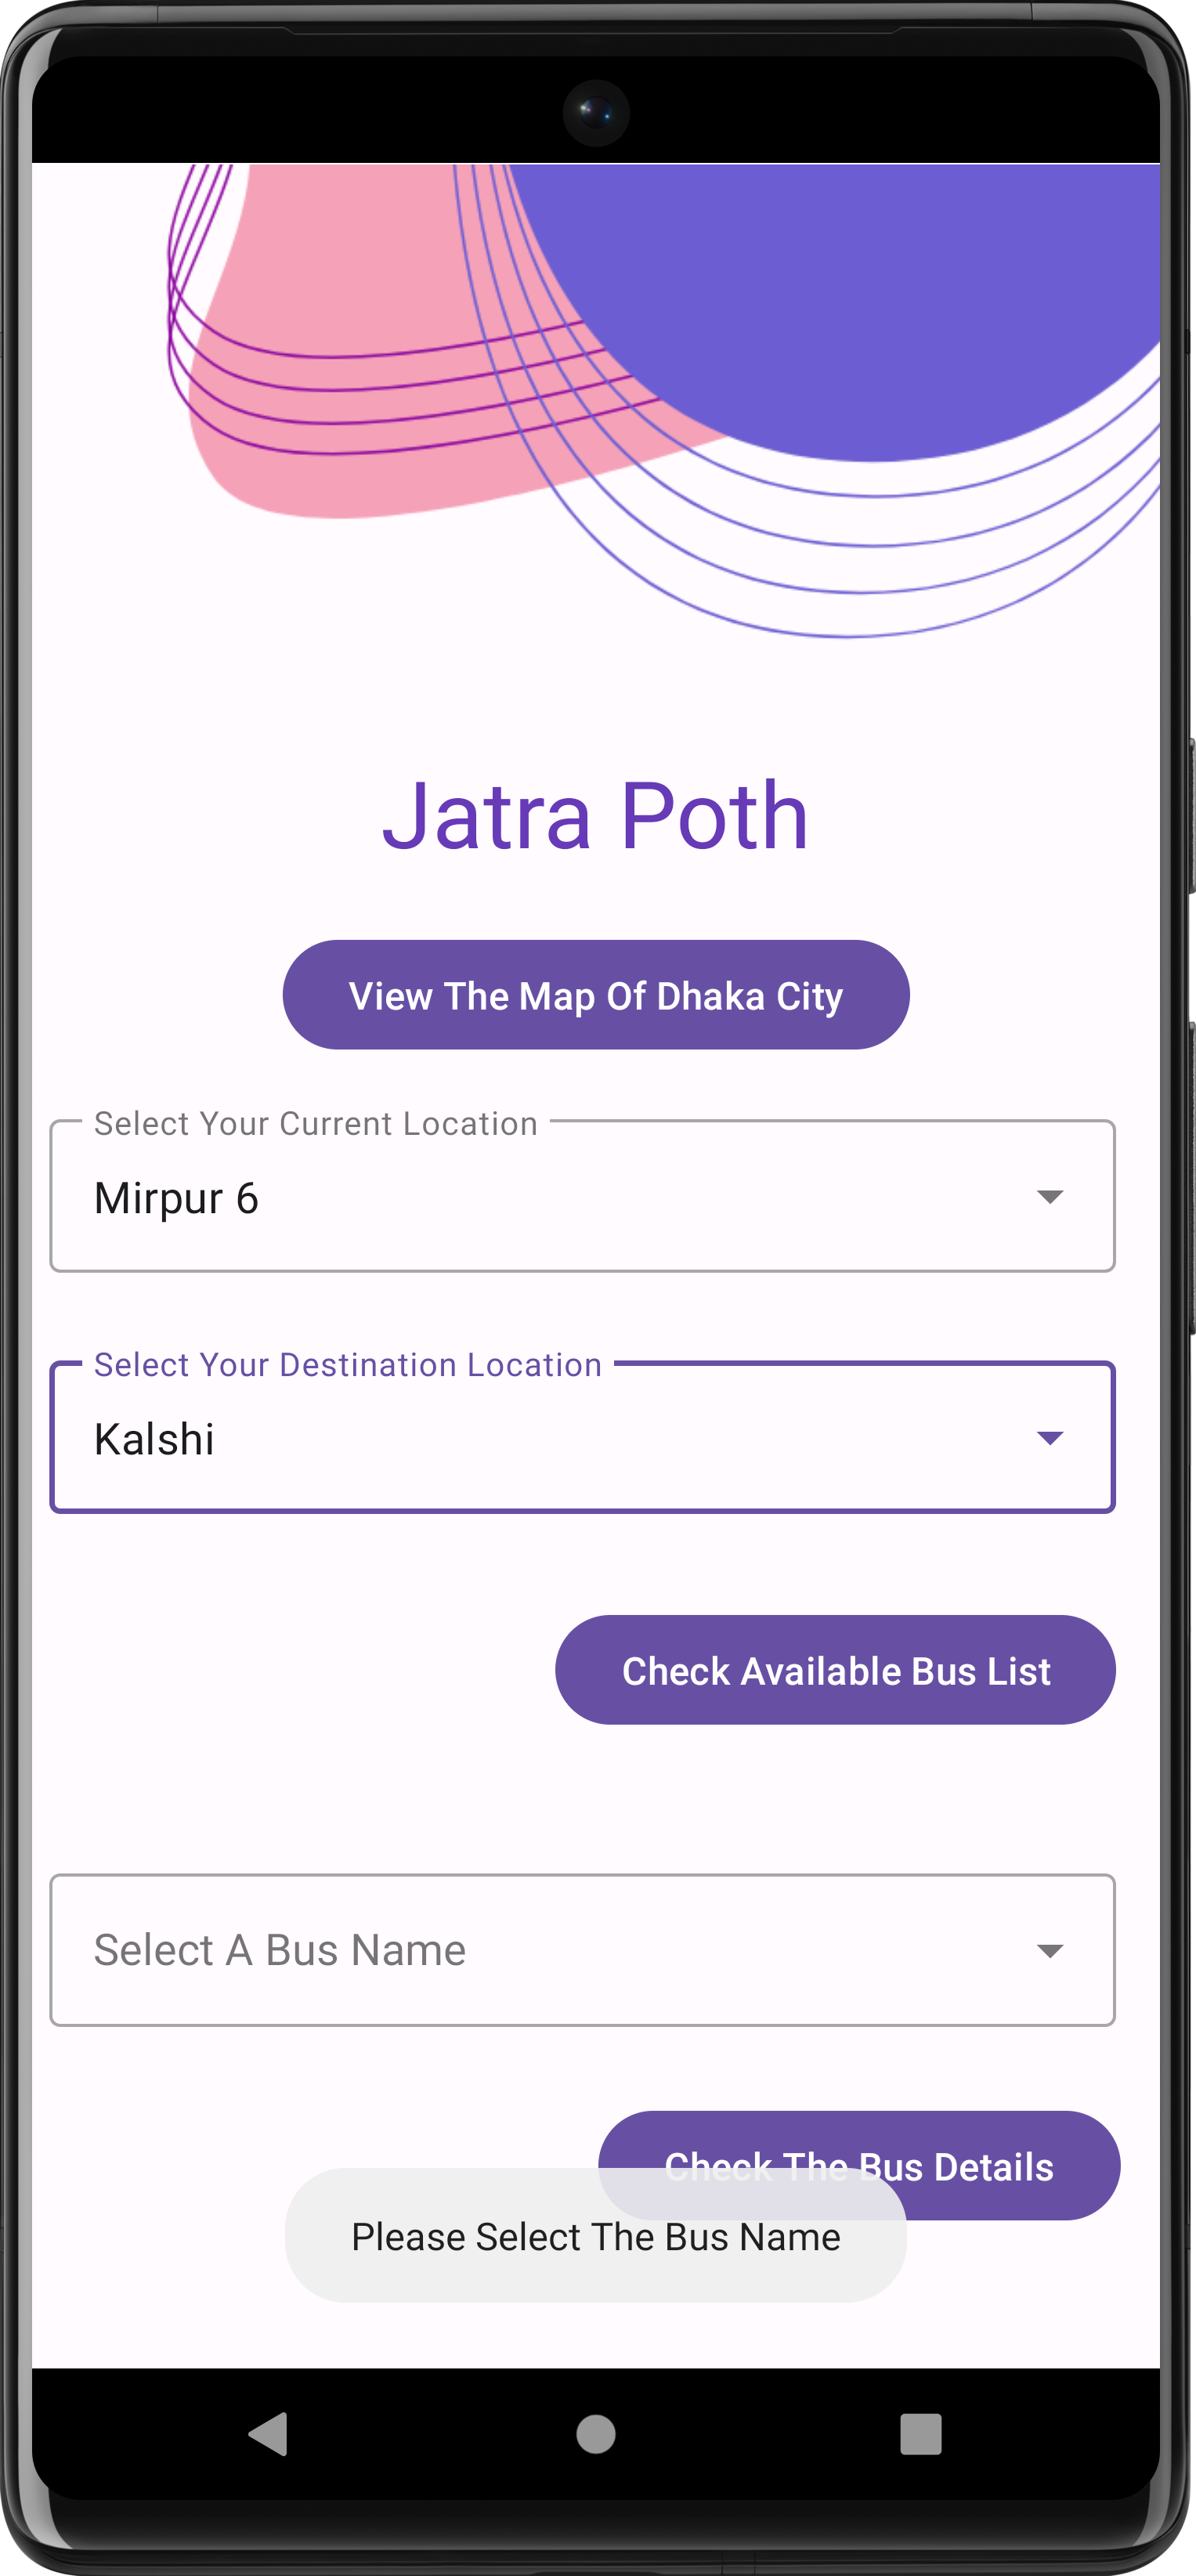 Jatra Poth
View The Map Of Dhaka City
Select Your Current Location
Mirpur 6
Select Your Destination Location
Kalshi
Check Available Bus List
Select A Bus Name
Check The Bus Details
Please Select The Bus Name